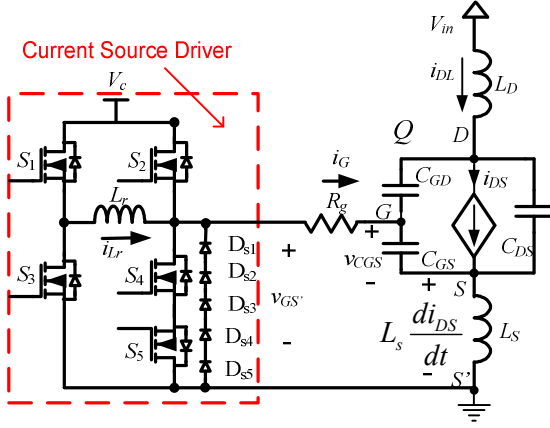 Current Source Driver
V_c
V_in
i_DL
L_D
S_1
S_2
Q
D
i_G
C_GD
i_DS
L_r
R_g
G
i_Lr
D_s1
+
+
C_DS
S_3
S_4
D_s2
v_CGS
C_GS
D_s3
v_GS'
-
+
S
S_5
D_s4
-
L_s di_DS/dt
L_S
D_s5
-
S'